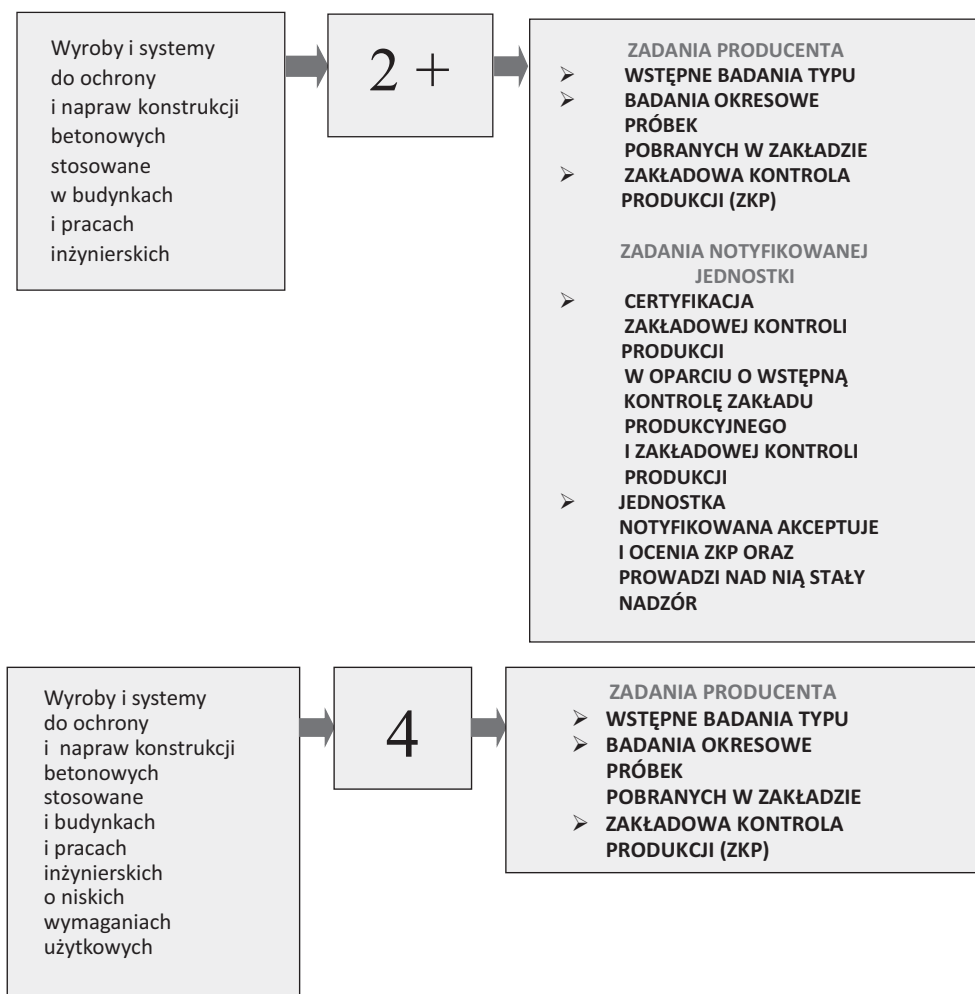 Wyroby i systemy
do ochrony
i napraw konstrukcji
betonowych
stosowane
w budynkach
i pracach
inżynierskich
2 +
ZADANIA PRODUCENTA
➢ WSTĘPNE BADANIA TYPU
➢ BADANIA OKRESOWE
PRÓBEK
POBRANYCH W ZAKŁADZIE
➢ ZAKŁADOWA KONTROLA
PRODUKCJI (ZKP)
ZADANIA NOTYFIKOWANEJ
JEDNOSTKI
➢ CERTYFIKACJA
ZAKŁADOWEJ KONTROLI
PRODUKCJI
W OPARCIU O WSTĘPNĄ
KONTROLĘ ZAKŁADU
PRODUKCYJNEGO
I ZAKŁADOWEJ KONTROLI
PRODUKCJI
➢ JEDNOSTKA
NOTYFIKOWANA AKCEPTUJE
I OCENIA ZKP ORAZ
PROWADZI NAD NIĄ STAŁY
NADZÓR
Wyroby i systemy
do ochrony
i napraw konstrukcji
betonowych
stosowane
i budynkach
i pracach
inżynierskich
o niskich
wymaganiach
użytkowych
4
ZADANIA PRODUCENTA
➢ WSTĘPNE BADANIA TYPU
➢ BADANIA OKRESOWE
PRÓBEK
POBRANYCH W ZAKŁADZIE
➢ ZAKŁADOWA KONTROLA
PRODUKCJI (ZKP)